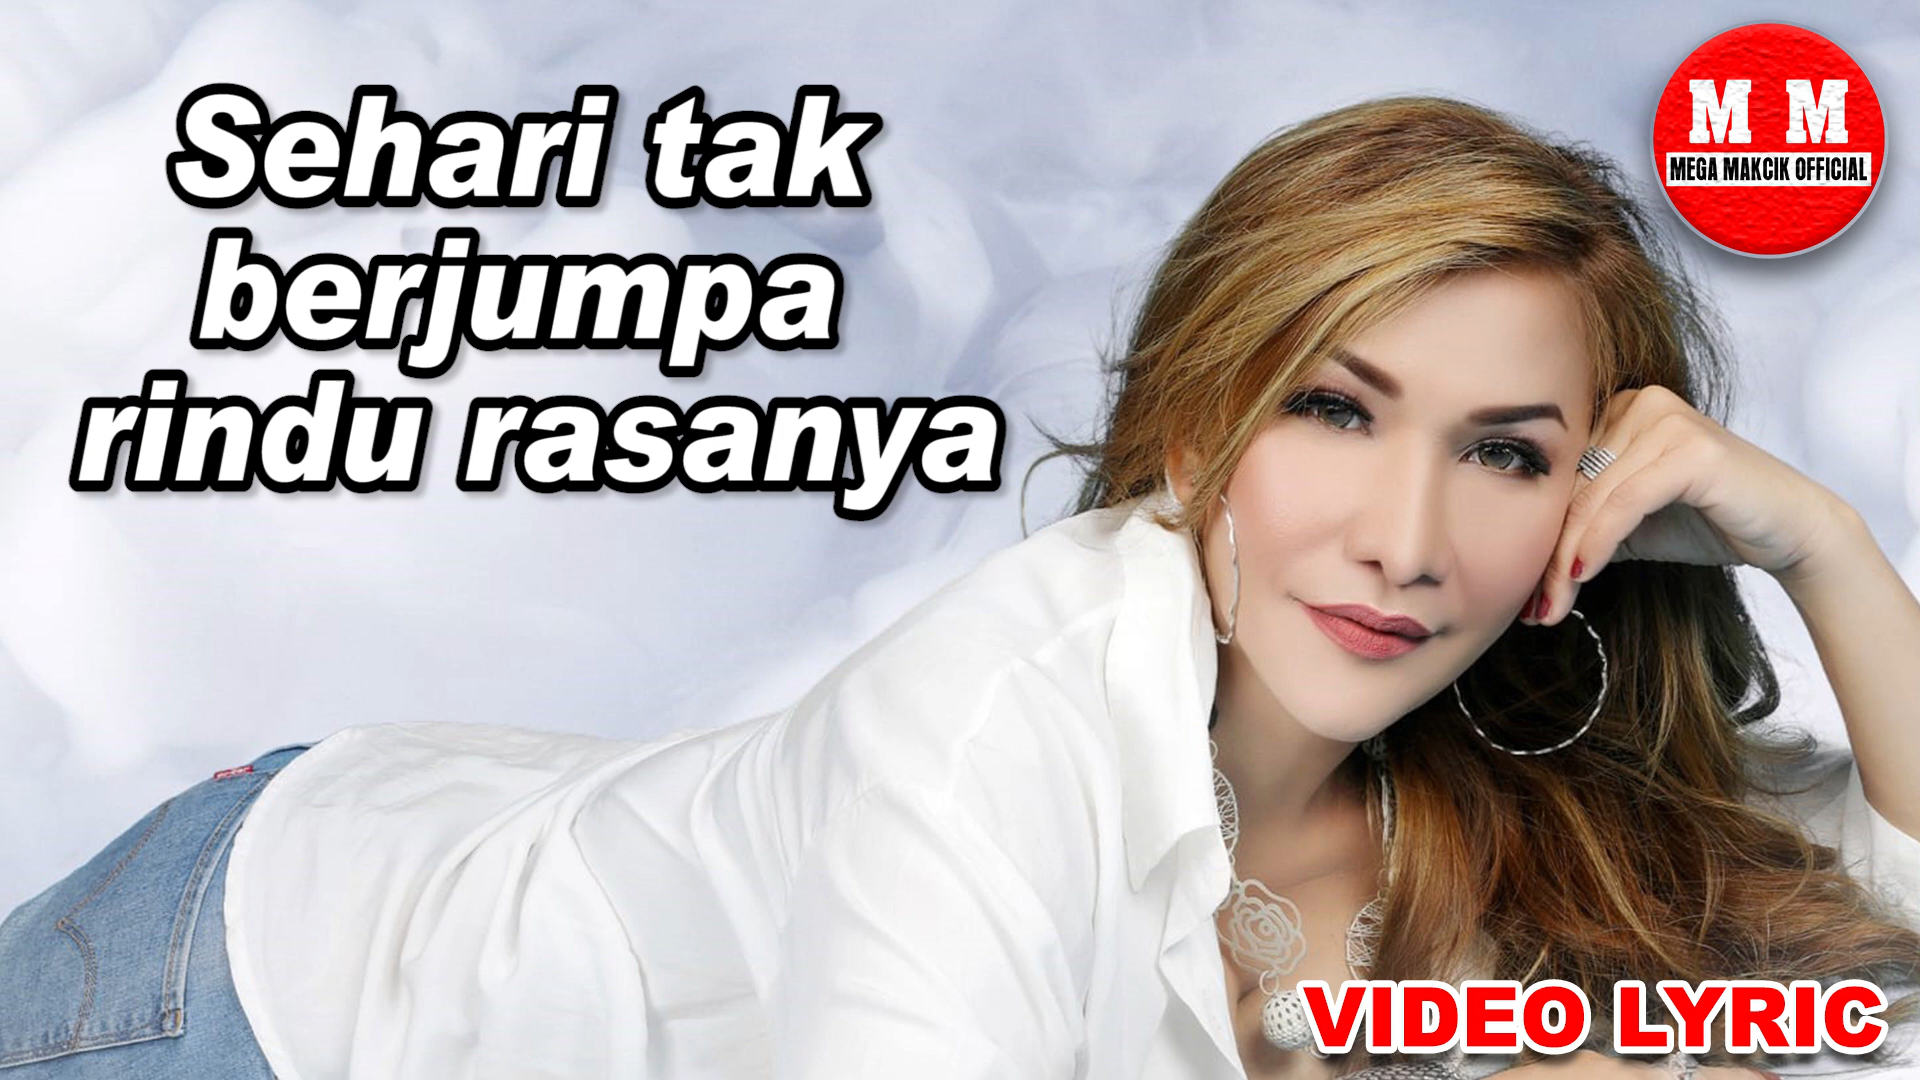 Sehari tak
berjumpa
rindu rasanya
M M
MEGA MAKCIK OFFICIAL
VIDEO LYRIC